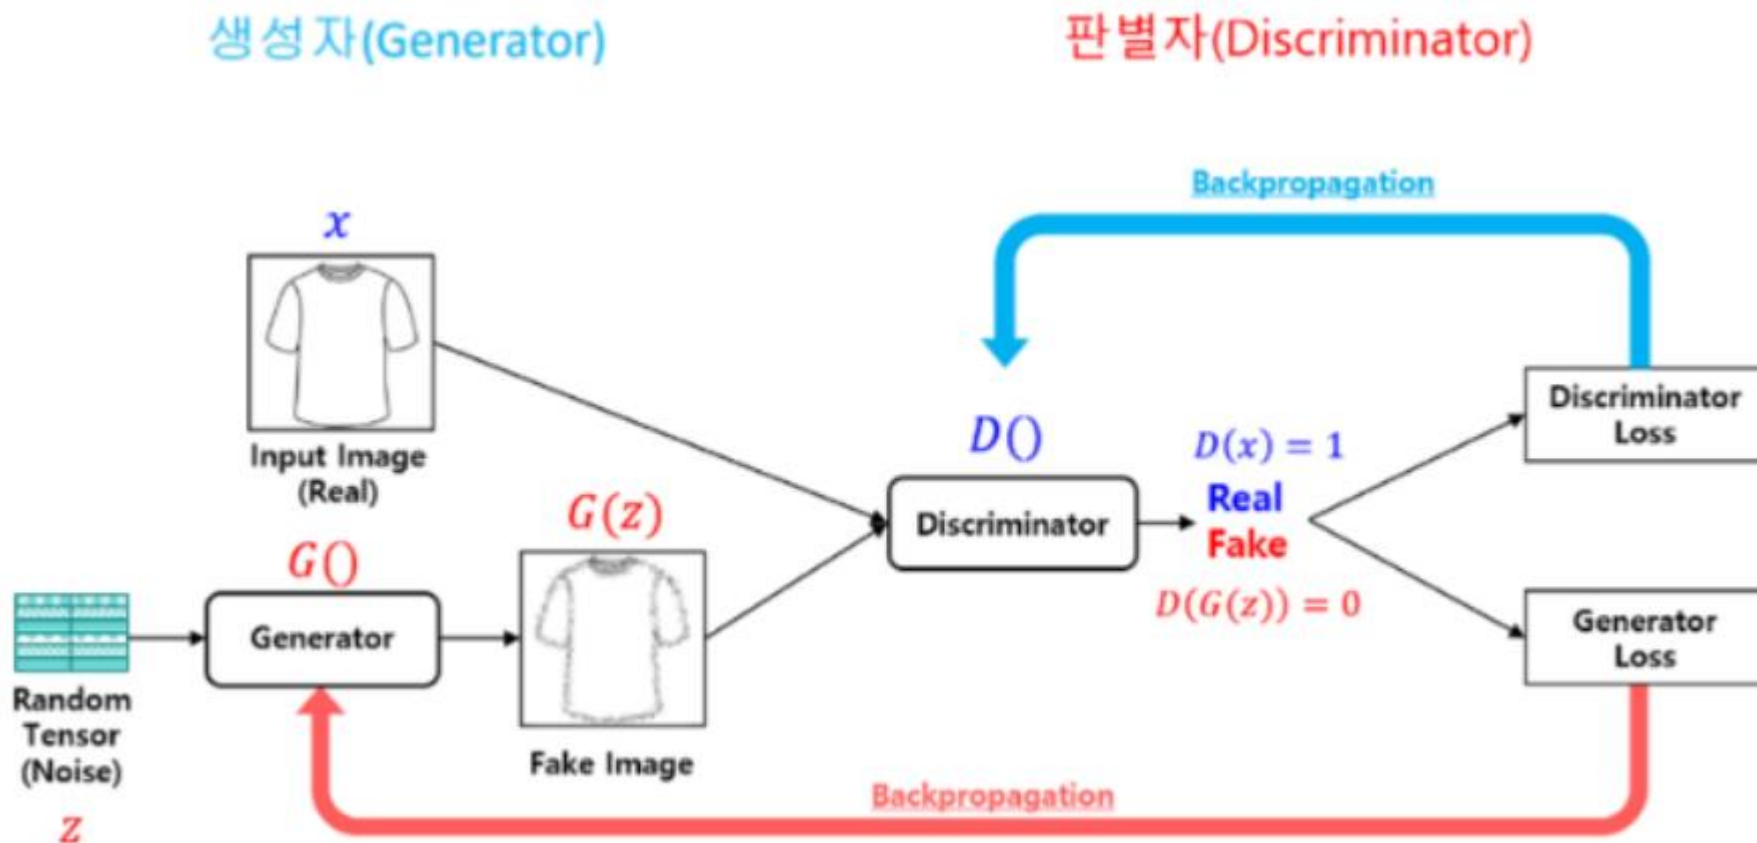 생성자(Generator)
판별자(Discriminator)
Backpropagation
x
Input Image
(Real)
G()
Generator
Random
Tensor
(Noise)
z
G(z)
Fake Image
D()
Discriminator
D(x) = 1
Real
Fake
D(G(z)) = 0
Discriminator
Loss
Generator
Loss
Backpropagation